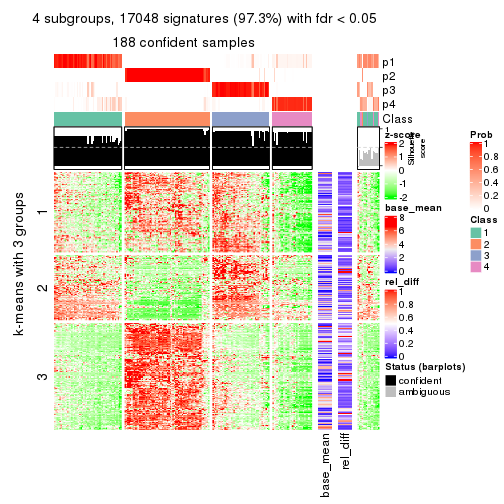 4 subgroups, 17048 signatures (97.3%) with fdr < 0.05
188 confident samples
p1
p2
p3
p4
Class
1
Silhouette
score
z-score
2
1
0
-1
-2
Prob
1
0.8
0.6
0.4
0.2
0
base_mean
8
6
4
2
0
Class
1
2
3
4
rel_diff
1
0.8
0.6
0.4
0.2
0
Status (barplots)
confident
ambiguous
k-means with 3 groups
1
2
3
base_mean
rel_diff